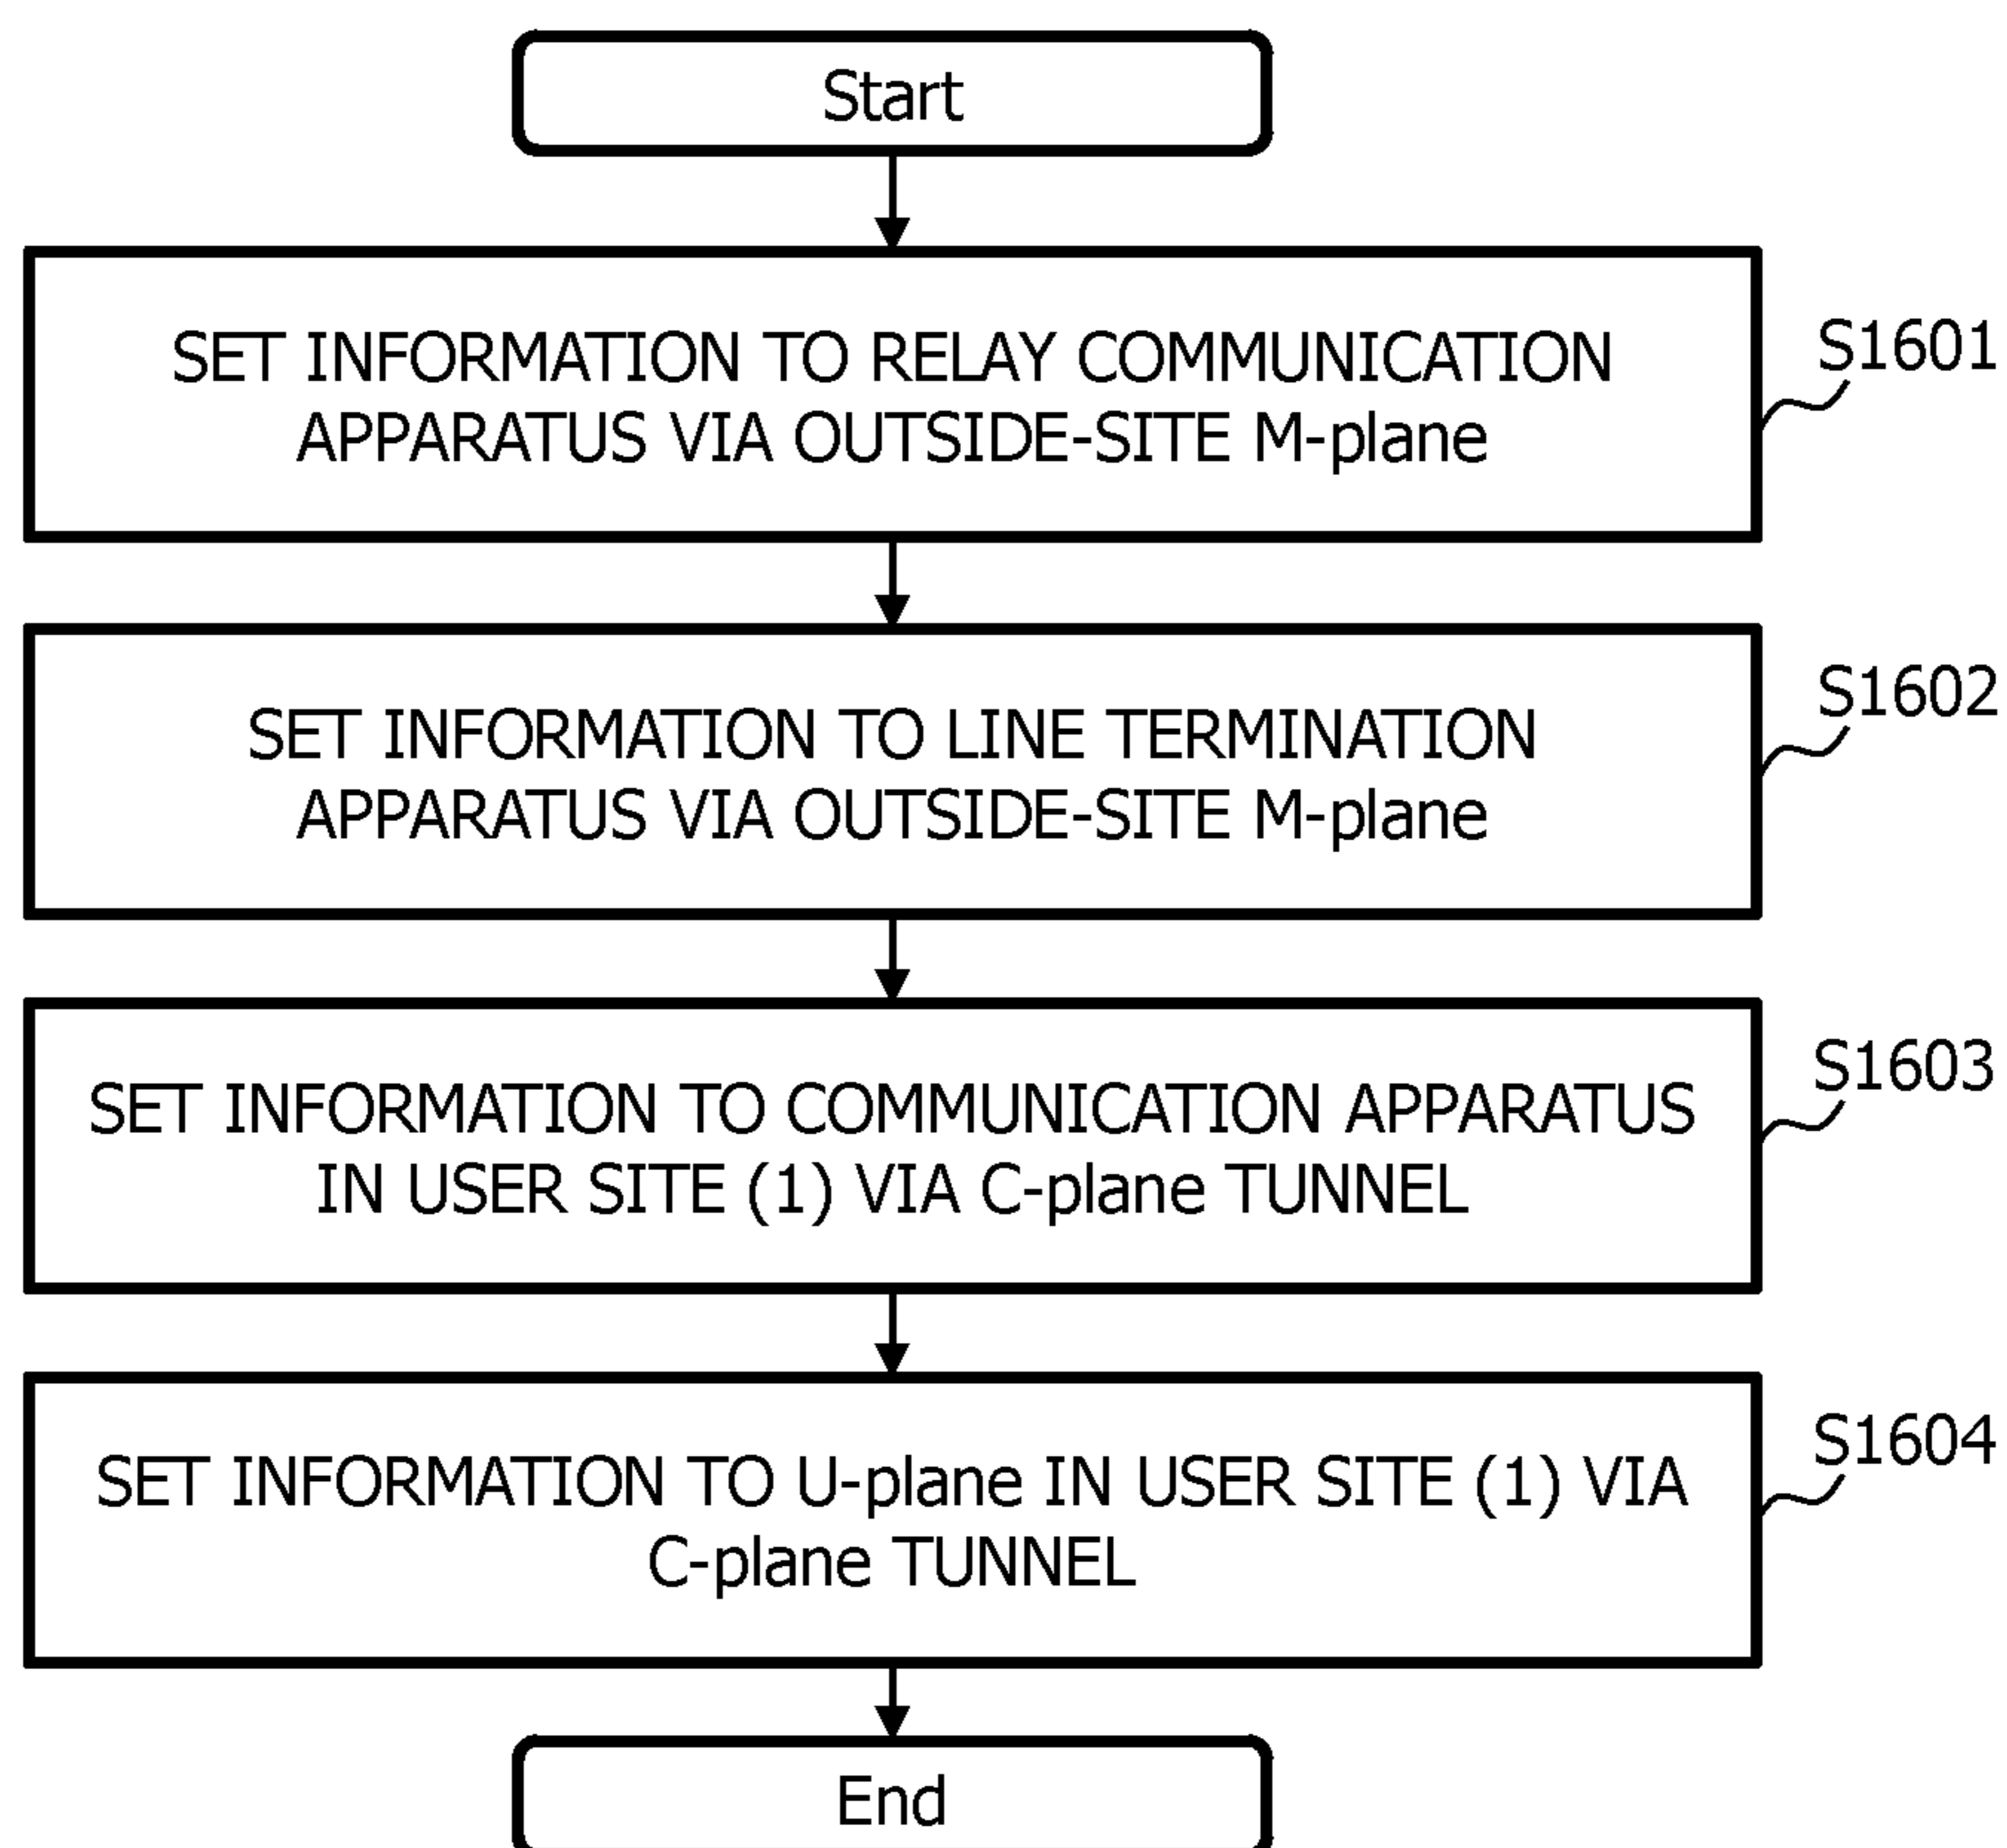 Start
SET INFORMATION TO RELAY COMMUNICATION
APPARATUS VIA OUTSIDE-SITE M-plane
S1601
SET INFORMATION TO LINE TERMINATION
APPARATUS VIA OUTSIDE-SITE M-plane
S1602
SET INFORMATION TO COMMUNICATION APPARATUS
IN USER SITE (1) VIA C-plane TUNNEL
S1603
SET INFORMATION TO U-plane IN USER SITE (1) VIA
C-plane TUNNEL
S1604
End